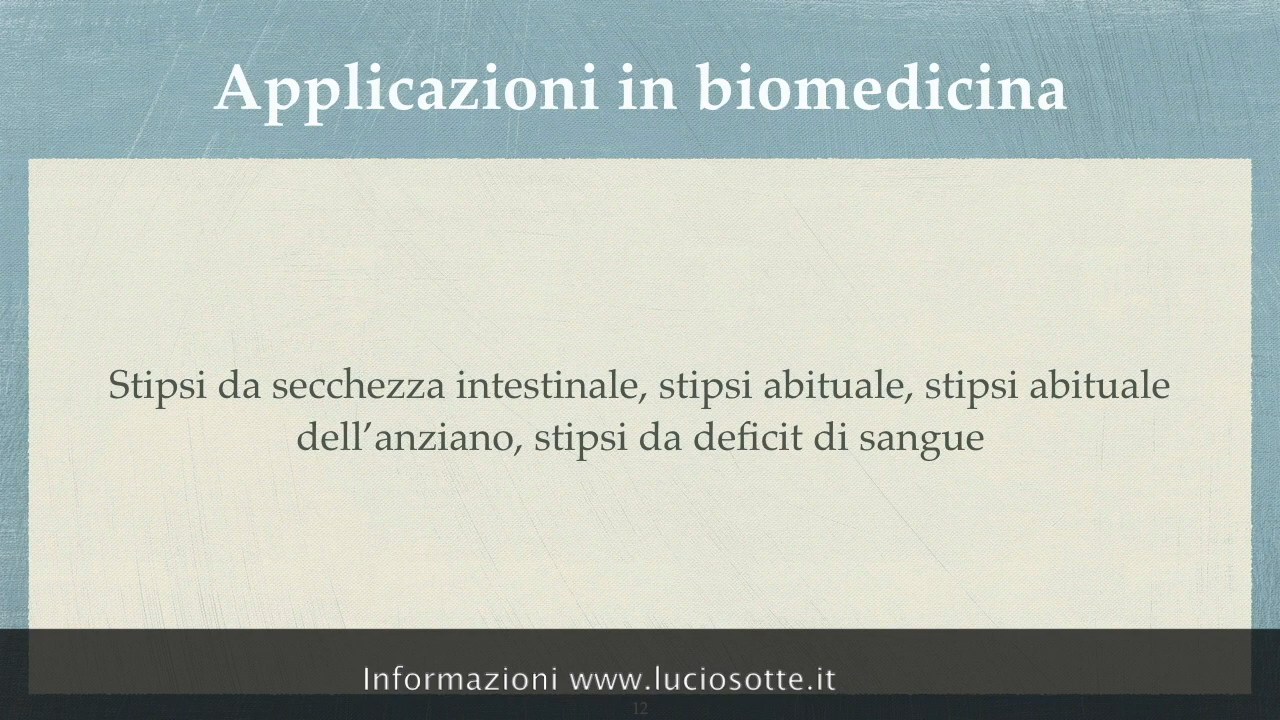 Applicazioni in biomedicina
Stipsi da secchezza intestinale, stipsi abituale, stipsi abituale
dell’anziano, stipsi da deficit di sangue
Informazioni www.luciosotte.it
12